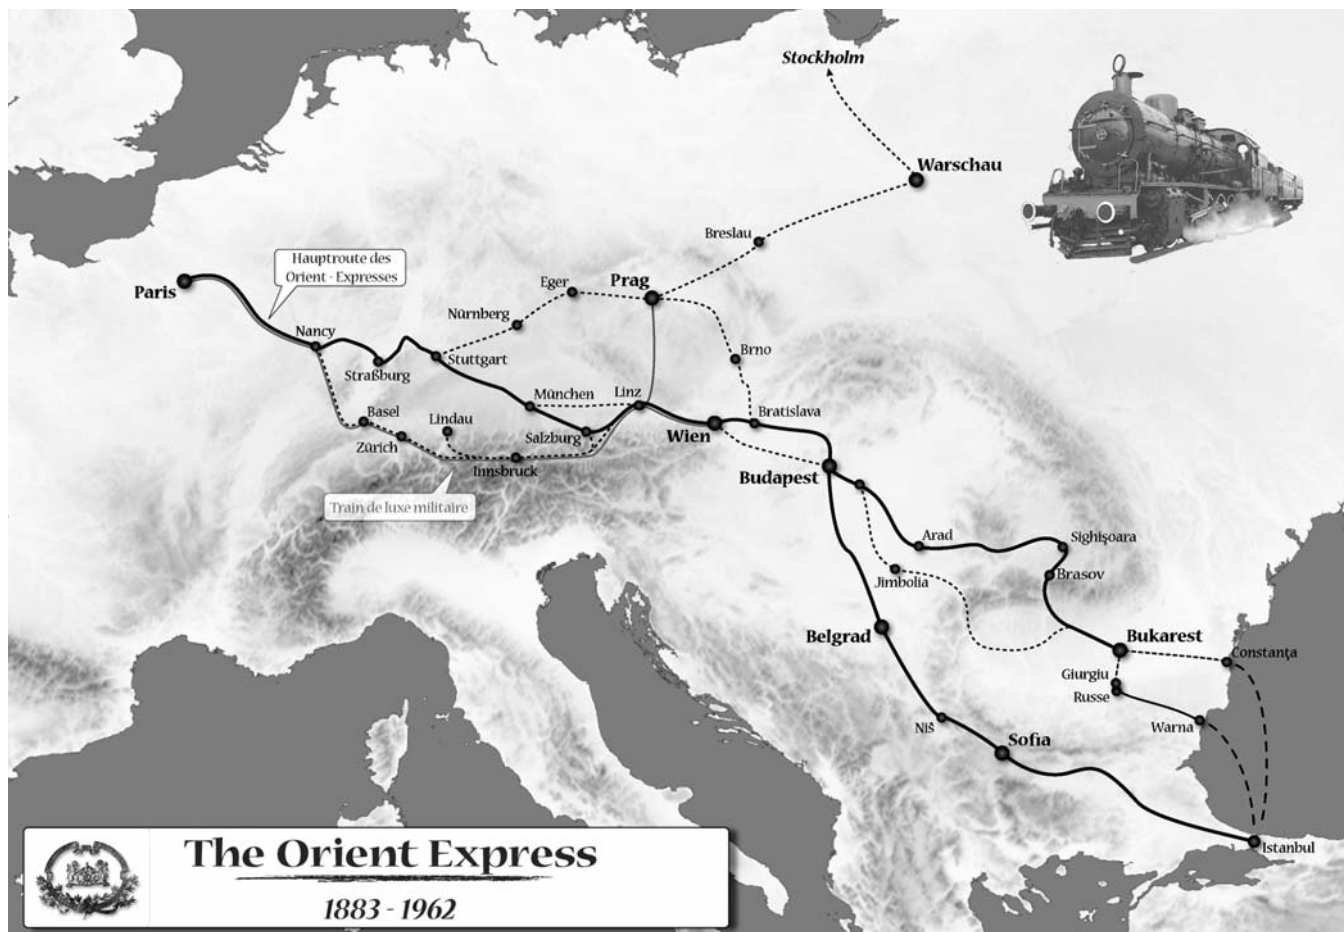 Stockholm
Warschau
Breslau
Hauptroute des
Orient - Expresses
Paris
Eger
Prag
Nürnberg
Nancy
Straßburg
Stuttgart
Brno
München
Linz
Basel
Lindau
Bratislava
Zürich
Salzburg
Wien
Innsbruck
Budapest
Train de luxe militaire
Arad
Sighişoara
Jimbolia
Brasov
Belgrad
Bukarest
Constanţa
Giurgiu
Russe
Niš
Warna
Sofia
Istanbul
The Orient Express
1883 - 1962